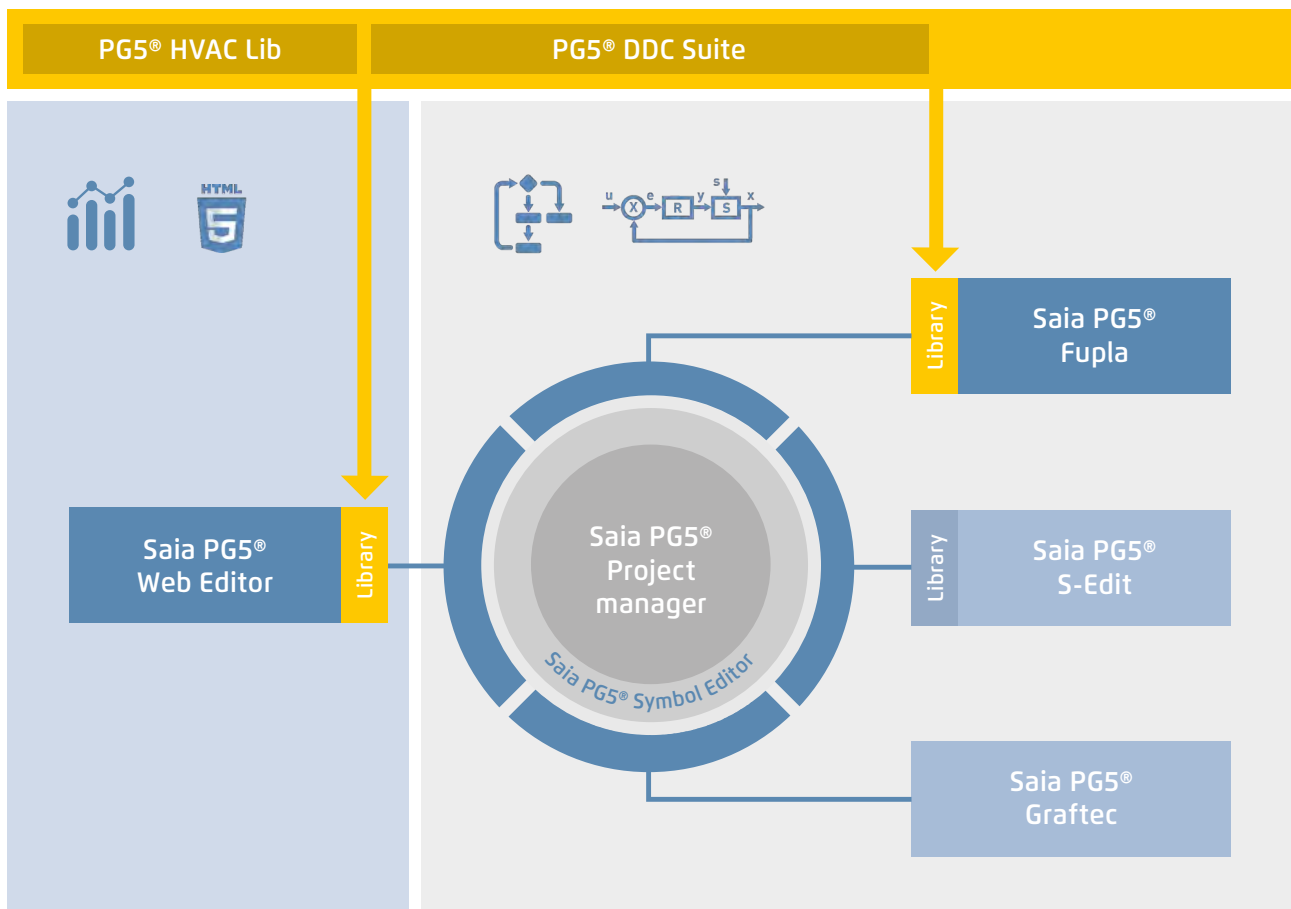 PG5® HVAC Lib
PG5® DDC Suite
HTML
5
u
X
e
R
y
s
S
x
Library
Saia PG5®
Fupla
Saia PG5®
Web Editor
Library
Saia PG5®
Project
manager
Saia PG5® Symbol Editor
Library
Saia PG5®
S-Edit
Saia PG5®
Graftec